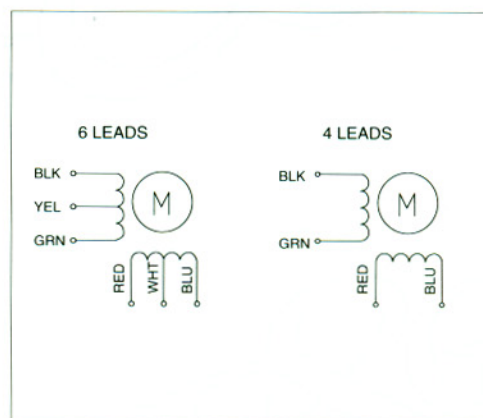 6 LEADS
BLK
YEL
GRN
M
RED
WHT
BLU
4 LEADS
BLK
GRN
M
RED
BLU